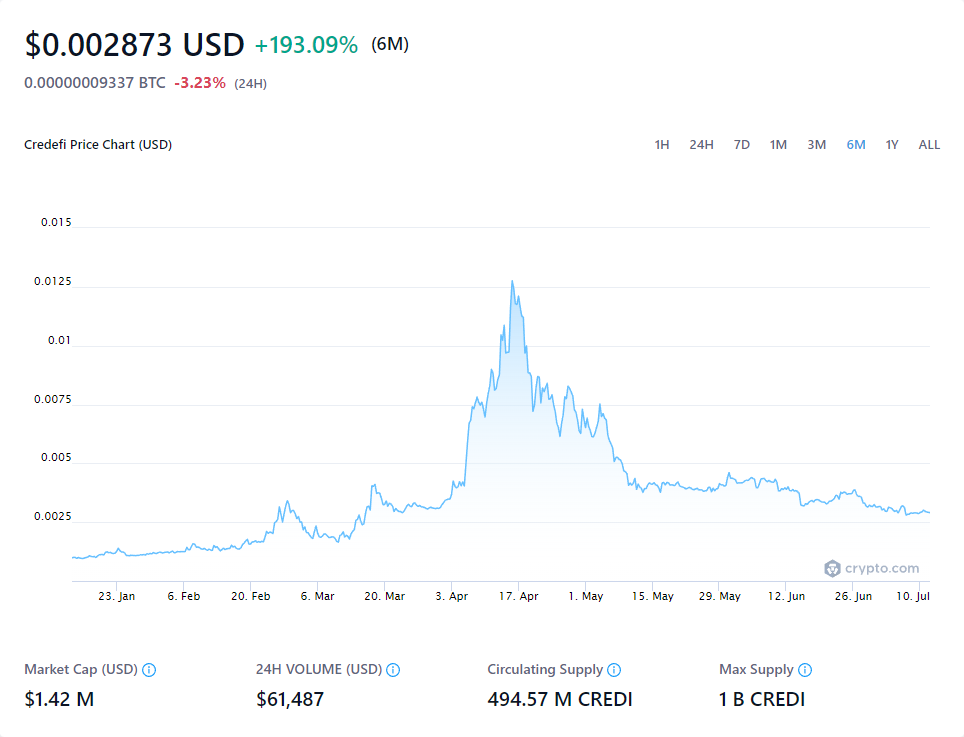 $0.002873 USD +193.09% (6M)
0.00000009337 BTC -3.23% (24H)
Credefi Price Chart (USD) 1H 24H 7D 1M 3M 6M 1Y ALL
0.015
0.0125
0.01
0.0075
0.005
0.0025
crypto.com
23. Jan 6. Feb 20. Feb 6. Mar 20. Mar 3. Apr 17. Apr 1. May 15. May 29. May 12. Jun 26. Jun 10. Jul
Market Cap (USD) 24H VOLUME (USD) Circulating Supply Max Supply
$1.42 M $61,487 494.57 M CREDI 1 B CREDI